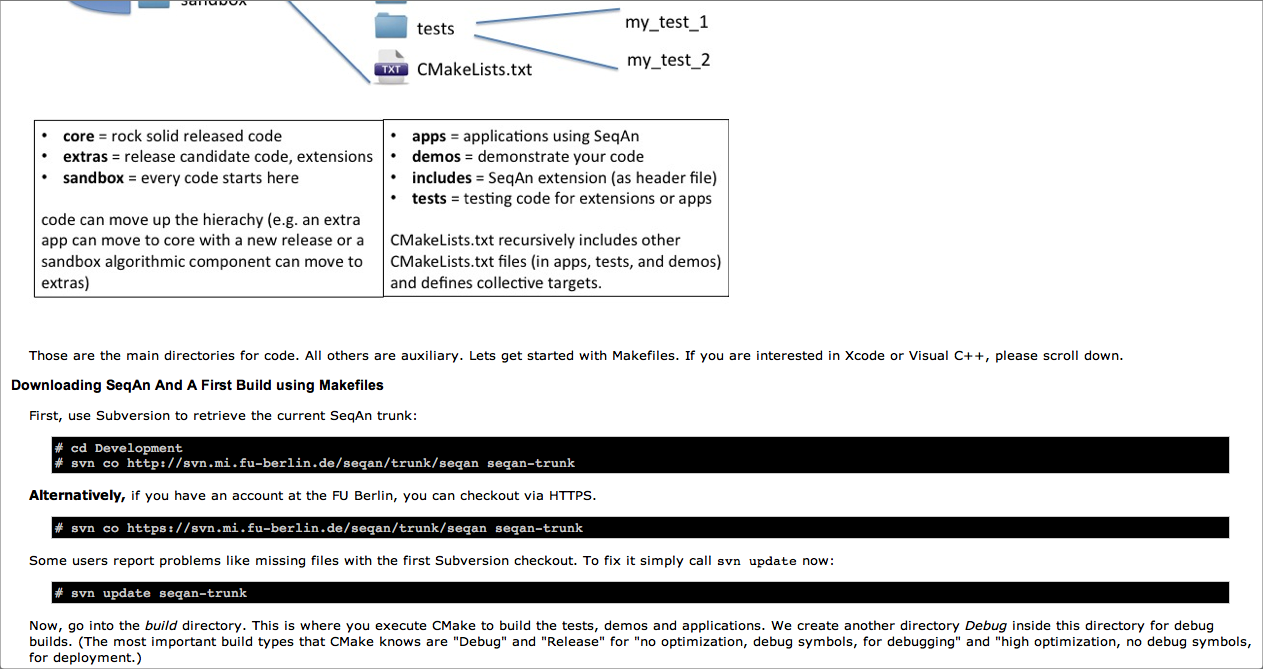 sandbox
tests
my_test_1
my_test_2
TXT
CMakeLists.txt
• core = rock solid released code
• extras = release candidate code, extensions
• sandbox = every code starts here
code can move up the hierachy (e.g. an extra
app can move to core with a new release or a
sandbox algorithmic component can move to
extras)
• apps = applications using SeqAn
• demos = demonstrate your code
• includes = SeqAn extension (as header file)
• tests = testing code for extensions or apps
CMakeLists.txt recursively includes other
CMakeLists.txt files (in apps, tests, and demos)
and defines collective targets.
Those are the main directories for code. All others are auxiliary. Lets get started with Makefiles. If you are interested in Xcode or Visual C++, please scroll down.
Downloading SeqAn And A First Build using Makefiles
First, use Subversion to retrieve the current SeqAn trunk:
# cd Development
# svn co http://svn.mi.fu-berlin.de/seqan/trunk/seqan seqan-trunk
Alternatively, if you have an account at the FU Berlin, you can checkout via HTTPS.
# svn co https://svn.mi.fu-berlin.de/seqan/trunk/seqan seqan-trunk
Some users report problems like missing files with the first Subversion checkout. To fix it simply call svn update now:
# svn update seqan-trunk
Now, go into the build directory. This is where you execute CMake to build the tests, demos and applications. We create another directory Debug inside this directory for debug
builds. (The most important build types that CMake knows are "Debug" and "Release" for "no optimization, debug symbols, for debugging" and "high optimization, no debug symbols,
for deployment.)